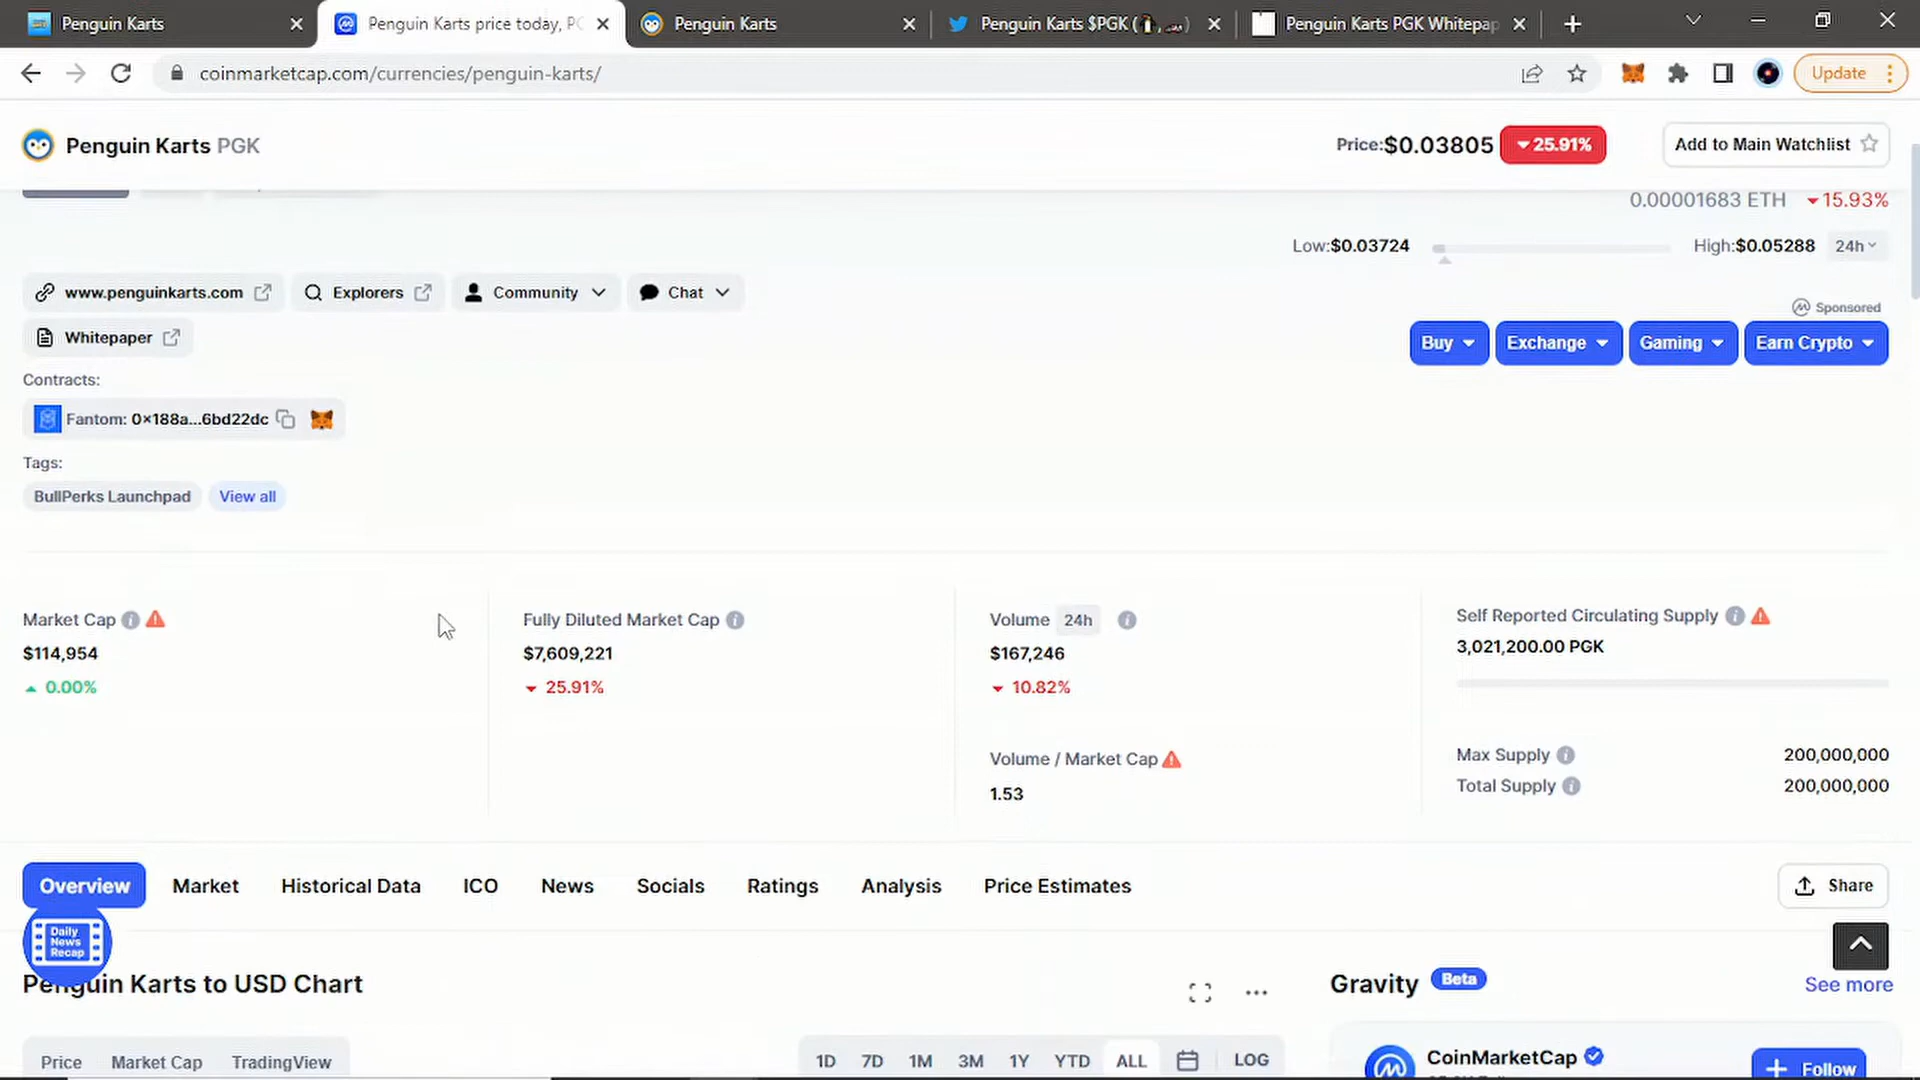 Penguin Karts
Penguin Karts price today, PG
Penguin Karts
Penguin Karts $PGK (
Penguin Karts PGK Whitepap
coinmarketcap.com/currencies/penguin-karts/
Update
Penguin Karts PGK
Price:$0.03805
25.91%
Add to Main Watchlist
0.00001683 ETH
15.93%
Low:$0.03724
High:$0.05288
24h
www.penguinkarts.com
Explorers
Community
Chat
Sponsored
Whitepaper
Buy
Exchange
Gaming
Earn Crypto
Contracts:
Fantom: 0×188a...6bd22dc
Tags:
BullPerks Launchpad
View all
Market Cap
$114,954
0.00%
Fully Diluted Market Cap
$7,609,221
25.91%
Volume 24h
$167,246
10.82%
Volume / Market Cap
1.53
Self Reported Circulating Supply
3,021,200.00 PGK
Max Supply
200,000,000
Total Supply
200,000,000
Overview
Market
Historical Data
ICO
News
Socials
Ratings
Analysis
Price Estimates
Share
Daily
News
Recap
Penguin Karts to USD Chart
Gravity
Beta
See more
Price
Market Cap
TradingView
1D
7D
1M
3M
1Y
YTD
ALL
LOG
CoinMarketCap
Follow